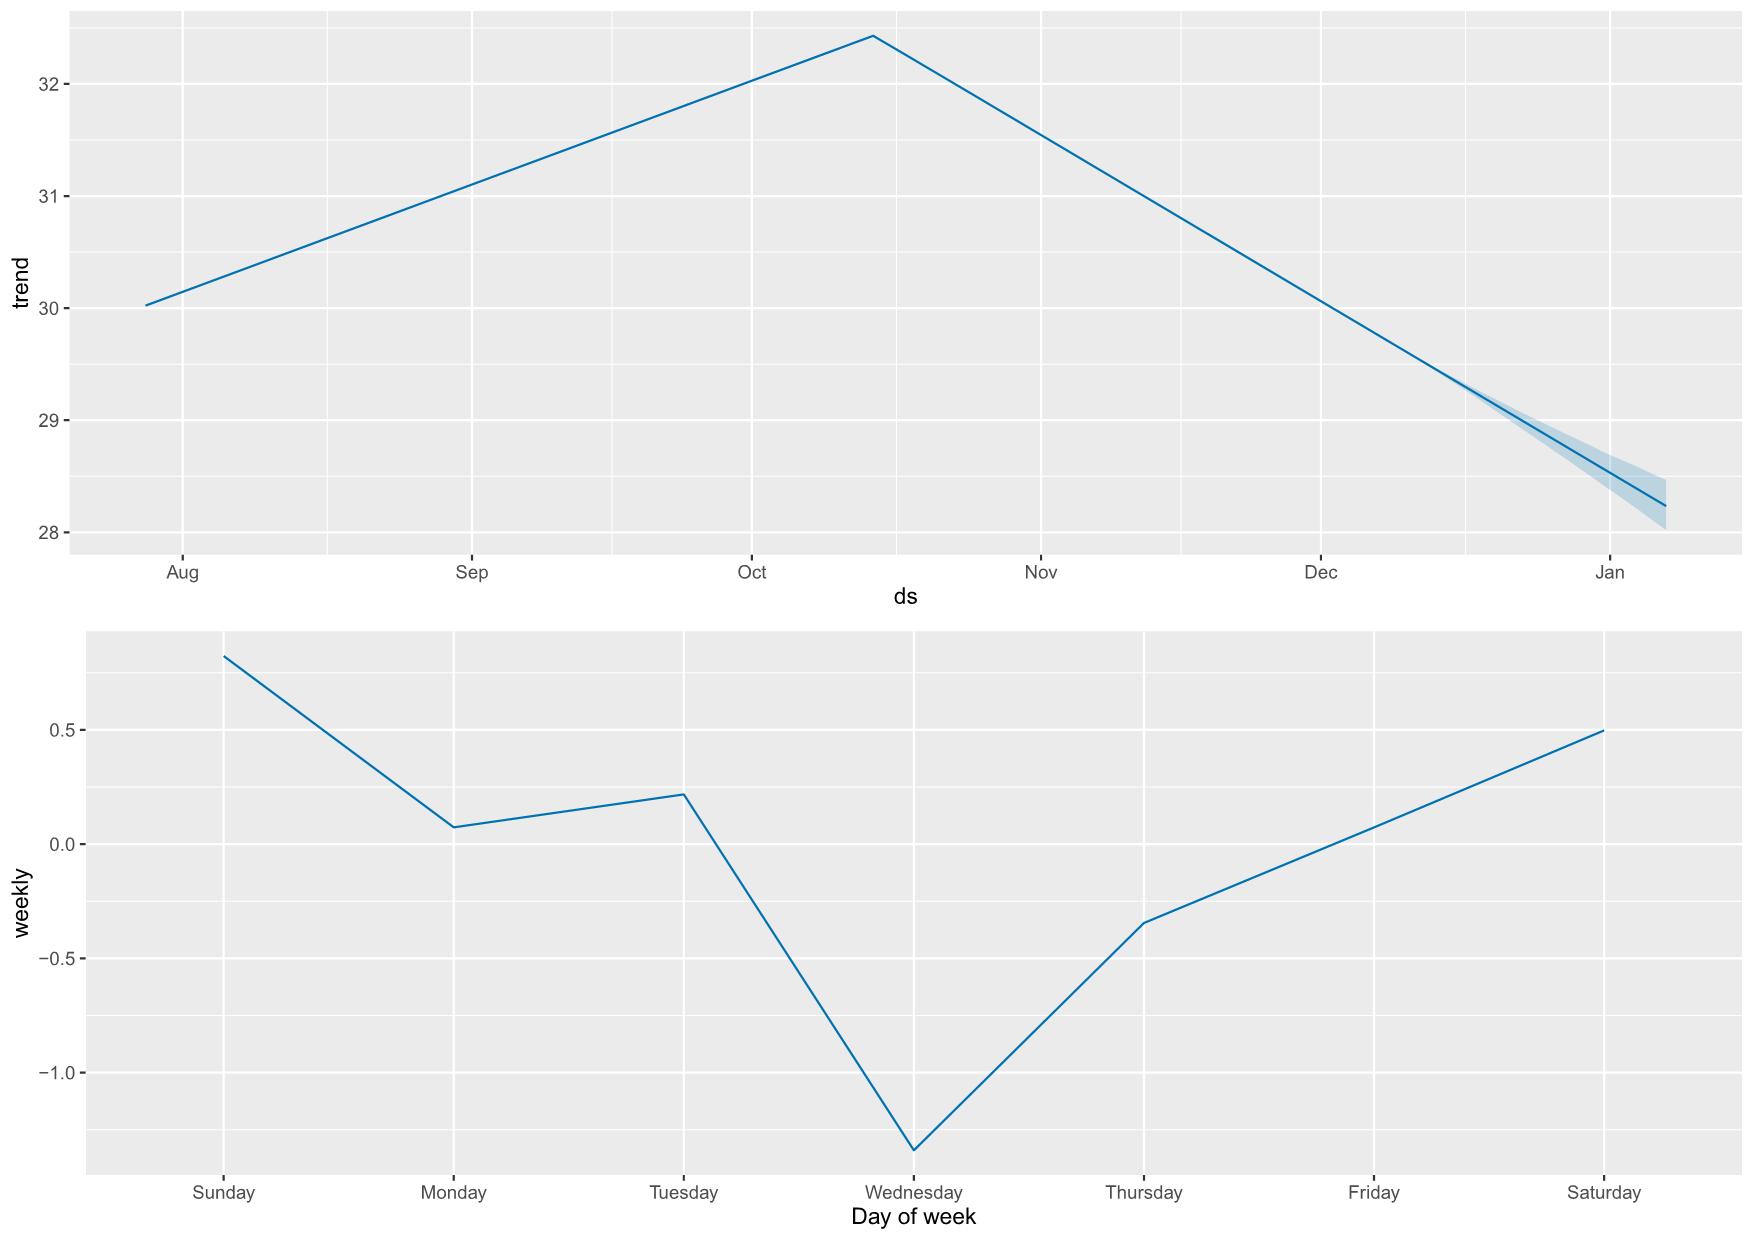 32
31
30
29
28
trend
Aug Sep Oct Nov Dec Jan
ds
0.5
0.0
−0.5
−1.0
weekly
Sunday Monday Tuesday Wednesday Thursday Friday Saturday
Day of week